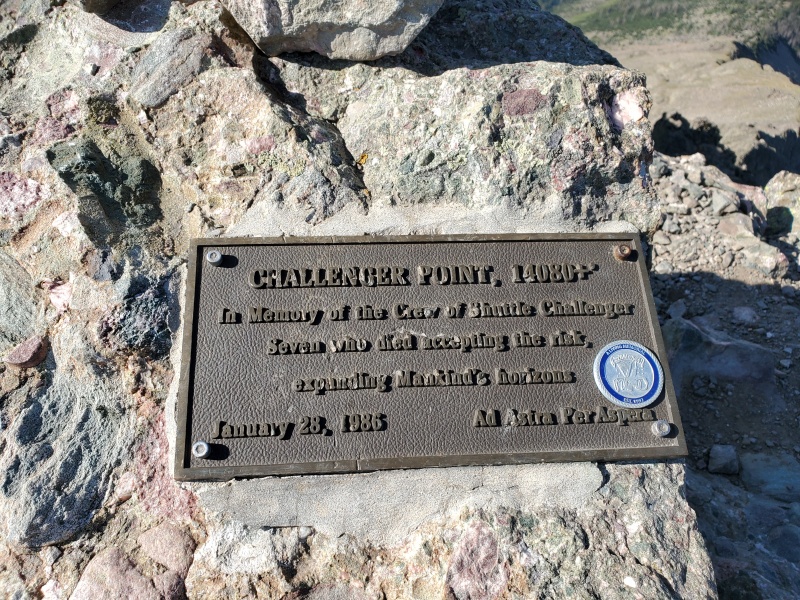 CHALLENGER POINT, 14080+'
In Memory of the Crew of Shuttle Challenger
Seven who died accepting the risk,
expanding Mankind's horizons
January 28, 1986 Ad Astra Per Aspera